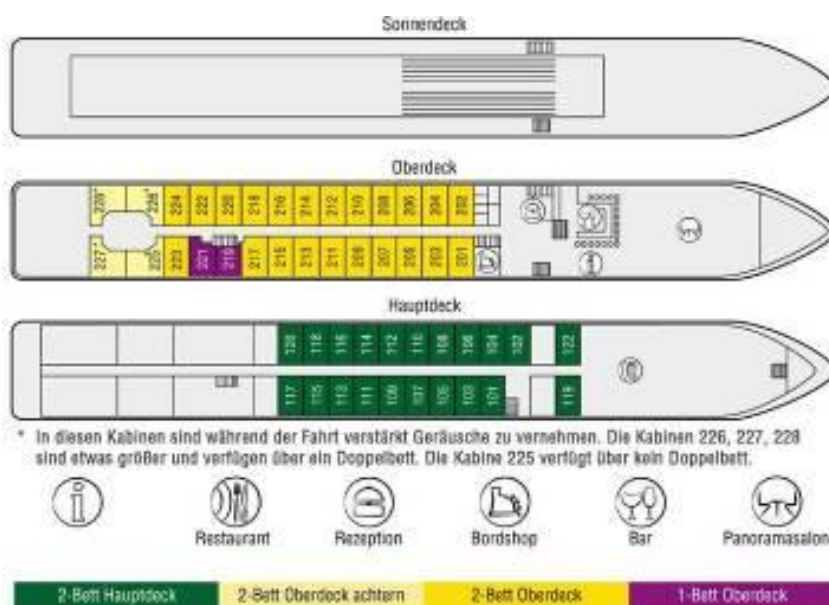 Sonnendeck
Oberdeck
228* 226* 224 222 220 218 216 214 212 210 208 206 204 202
227* 225 223 221 219 217 215 213 211 209 207 205 203 201
Hauptdeck
120 118 116 114 112 110 108 106 104 102 122
117 115 113 111 109 107 105 103 101 119
* In diesen Kabinen sind während der Fahrt verstärkt Geräusche zu vernehmen. Die Kabinen 226, 227, 228
sind etwas größer und verfügen über ein Doppelbett. Die Kabine 225 verfügt über kein Doppelbett.
i
Restaurant Rezeption Bordshop Bar Panoramasalon
2-Bett Hauptdeck 2-Bett Oberdeck achtern 2-Bett Oberdeck 1-Bett Oberdeck